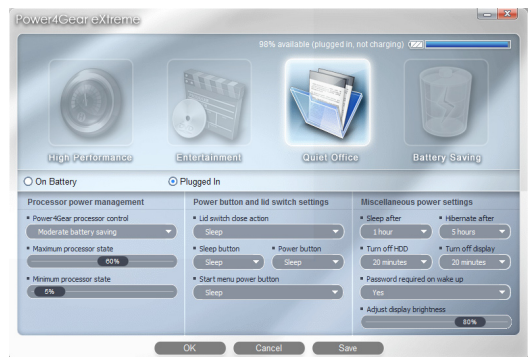 Power4Gear eXtreme
98% available (plugged in, not charging)
High Performance
Entertainment
Quiet Office
Battery Saving
On Battery
Plugged In
Processor power management
Power4Gear processor control
Moderate battery saving
Maximum processor state
60%
Minimum processor state
5%
Power button and lid switch settings
Lid switch close action
Sleep
Sleep button Power button
Sleep Sleep
Start menu power button
Sleep
Miscellaneous power settings
Sleep after Hibernate after
1 hour 5 hours
Turn off HDD Turn off display
20 minutes 20 minutes
Password required on wake up
Yes
Adjust display brightness
80%
OK Cancel Save